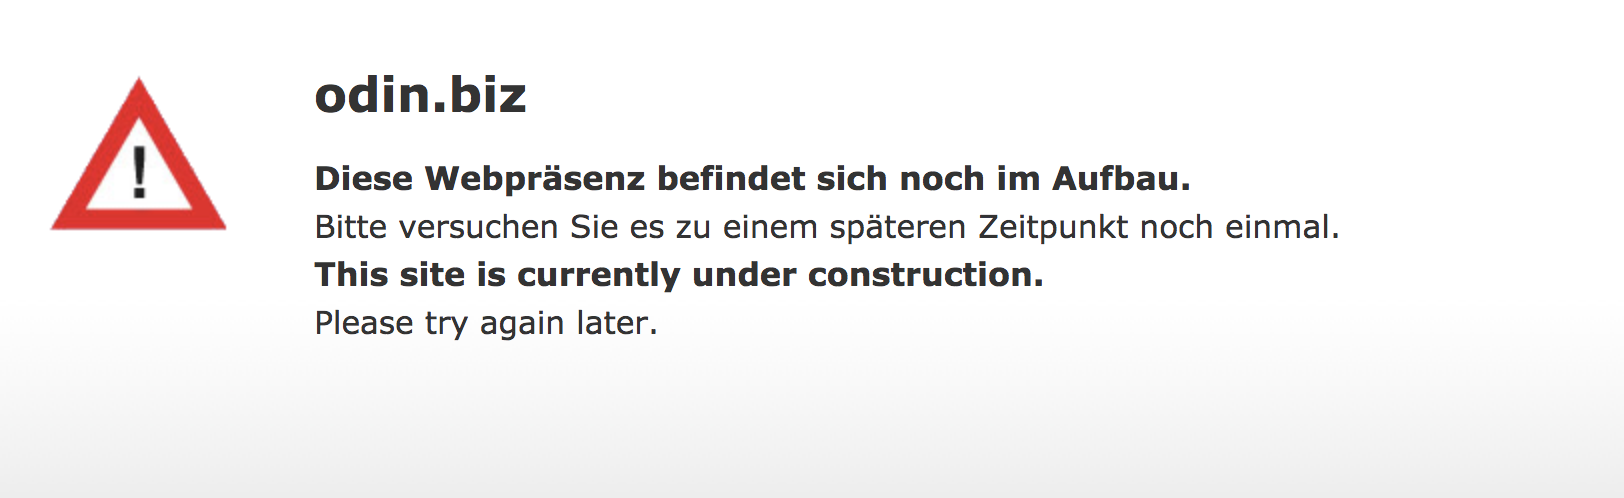 !
odin.biz
Diese Webpräsenz befindet sich noch im Aufbau.
Bitte versuchen Sie es zu einem späteren Zeitpunkt noch einmal.
This site is currently under construction.
Please try again later.